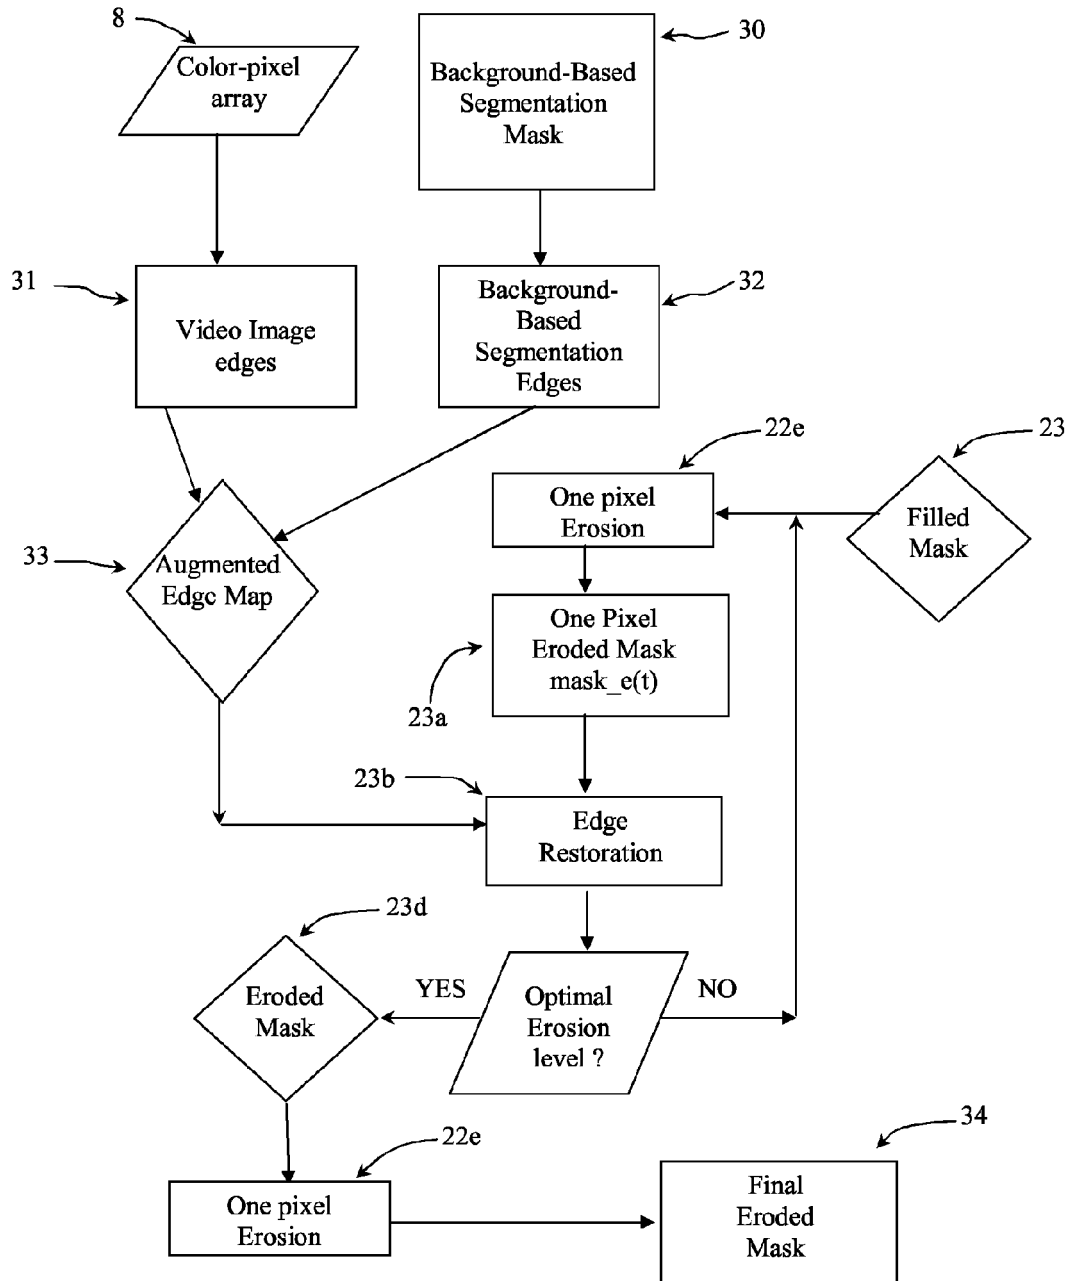 8
Color-pixel
array
30
Background-Based
Segmentation
Mask
31
Video Image
edges
32
Background-
Based
Segmentation
Edges
22e
One pixel
Erosion
23
Filled
Mask
33
Augmented
Edge Map
One Pixel
Eroded Mask
mask_e(t)
23a
23b
Edge
Restoration
23d
Eroded
Mask
YES
Optimal
Erosion
level ?
NO
22e
One pixel
Erosion
34
Final
Eroded
Mask